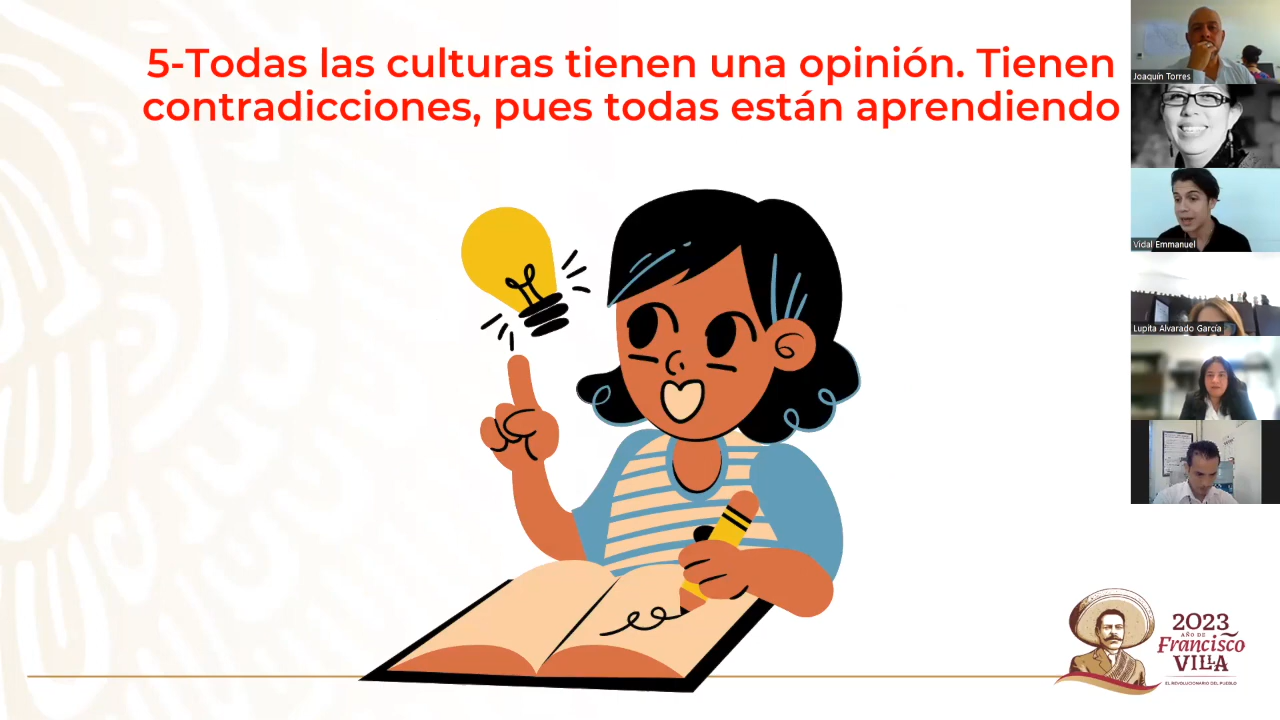 5-Todas las culturas tienen una opinión. Tienen
contradicciones, pues todas están aprendiendo
Joaquín Torres
Vidal Emmanuel
Lupita Alvarado García
2023
AÑO DE
Francisco
VILLA
EL REVOLUCIONARIO DEL PUEBLO